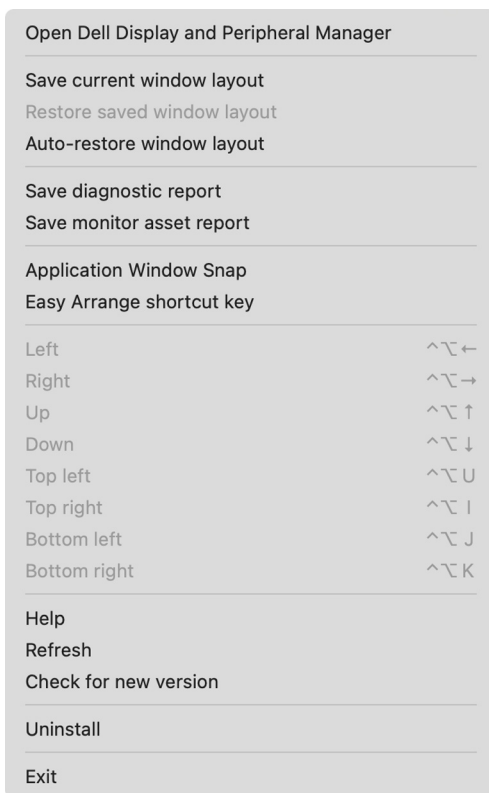 Open Dell Display and Peripheral Manager
Save current window layout
Restore saved window layout
Auto-restore window layout
Save diagnostic report
Save monitor asset report
Application Window Snap
Easy Arrange shortcut key
Left ^⌥←
Right ^⌥→
Up ^⌥↑
Down ^⌥↓
Top left ^⌥U
Top right ^⌥I
Bottom left ^⌥J
Bottom right ^⌥K
Help
Refresh
Check for new version
Uninstall
Exit